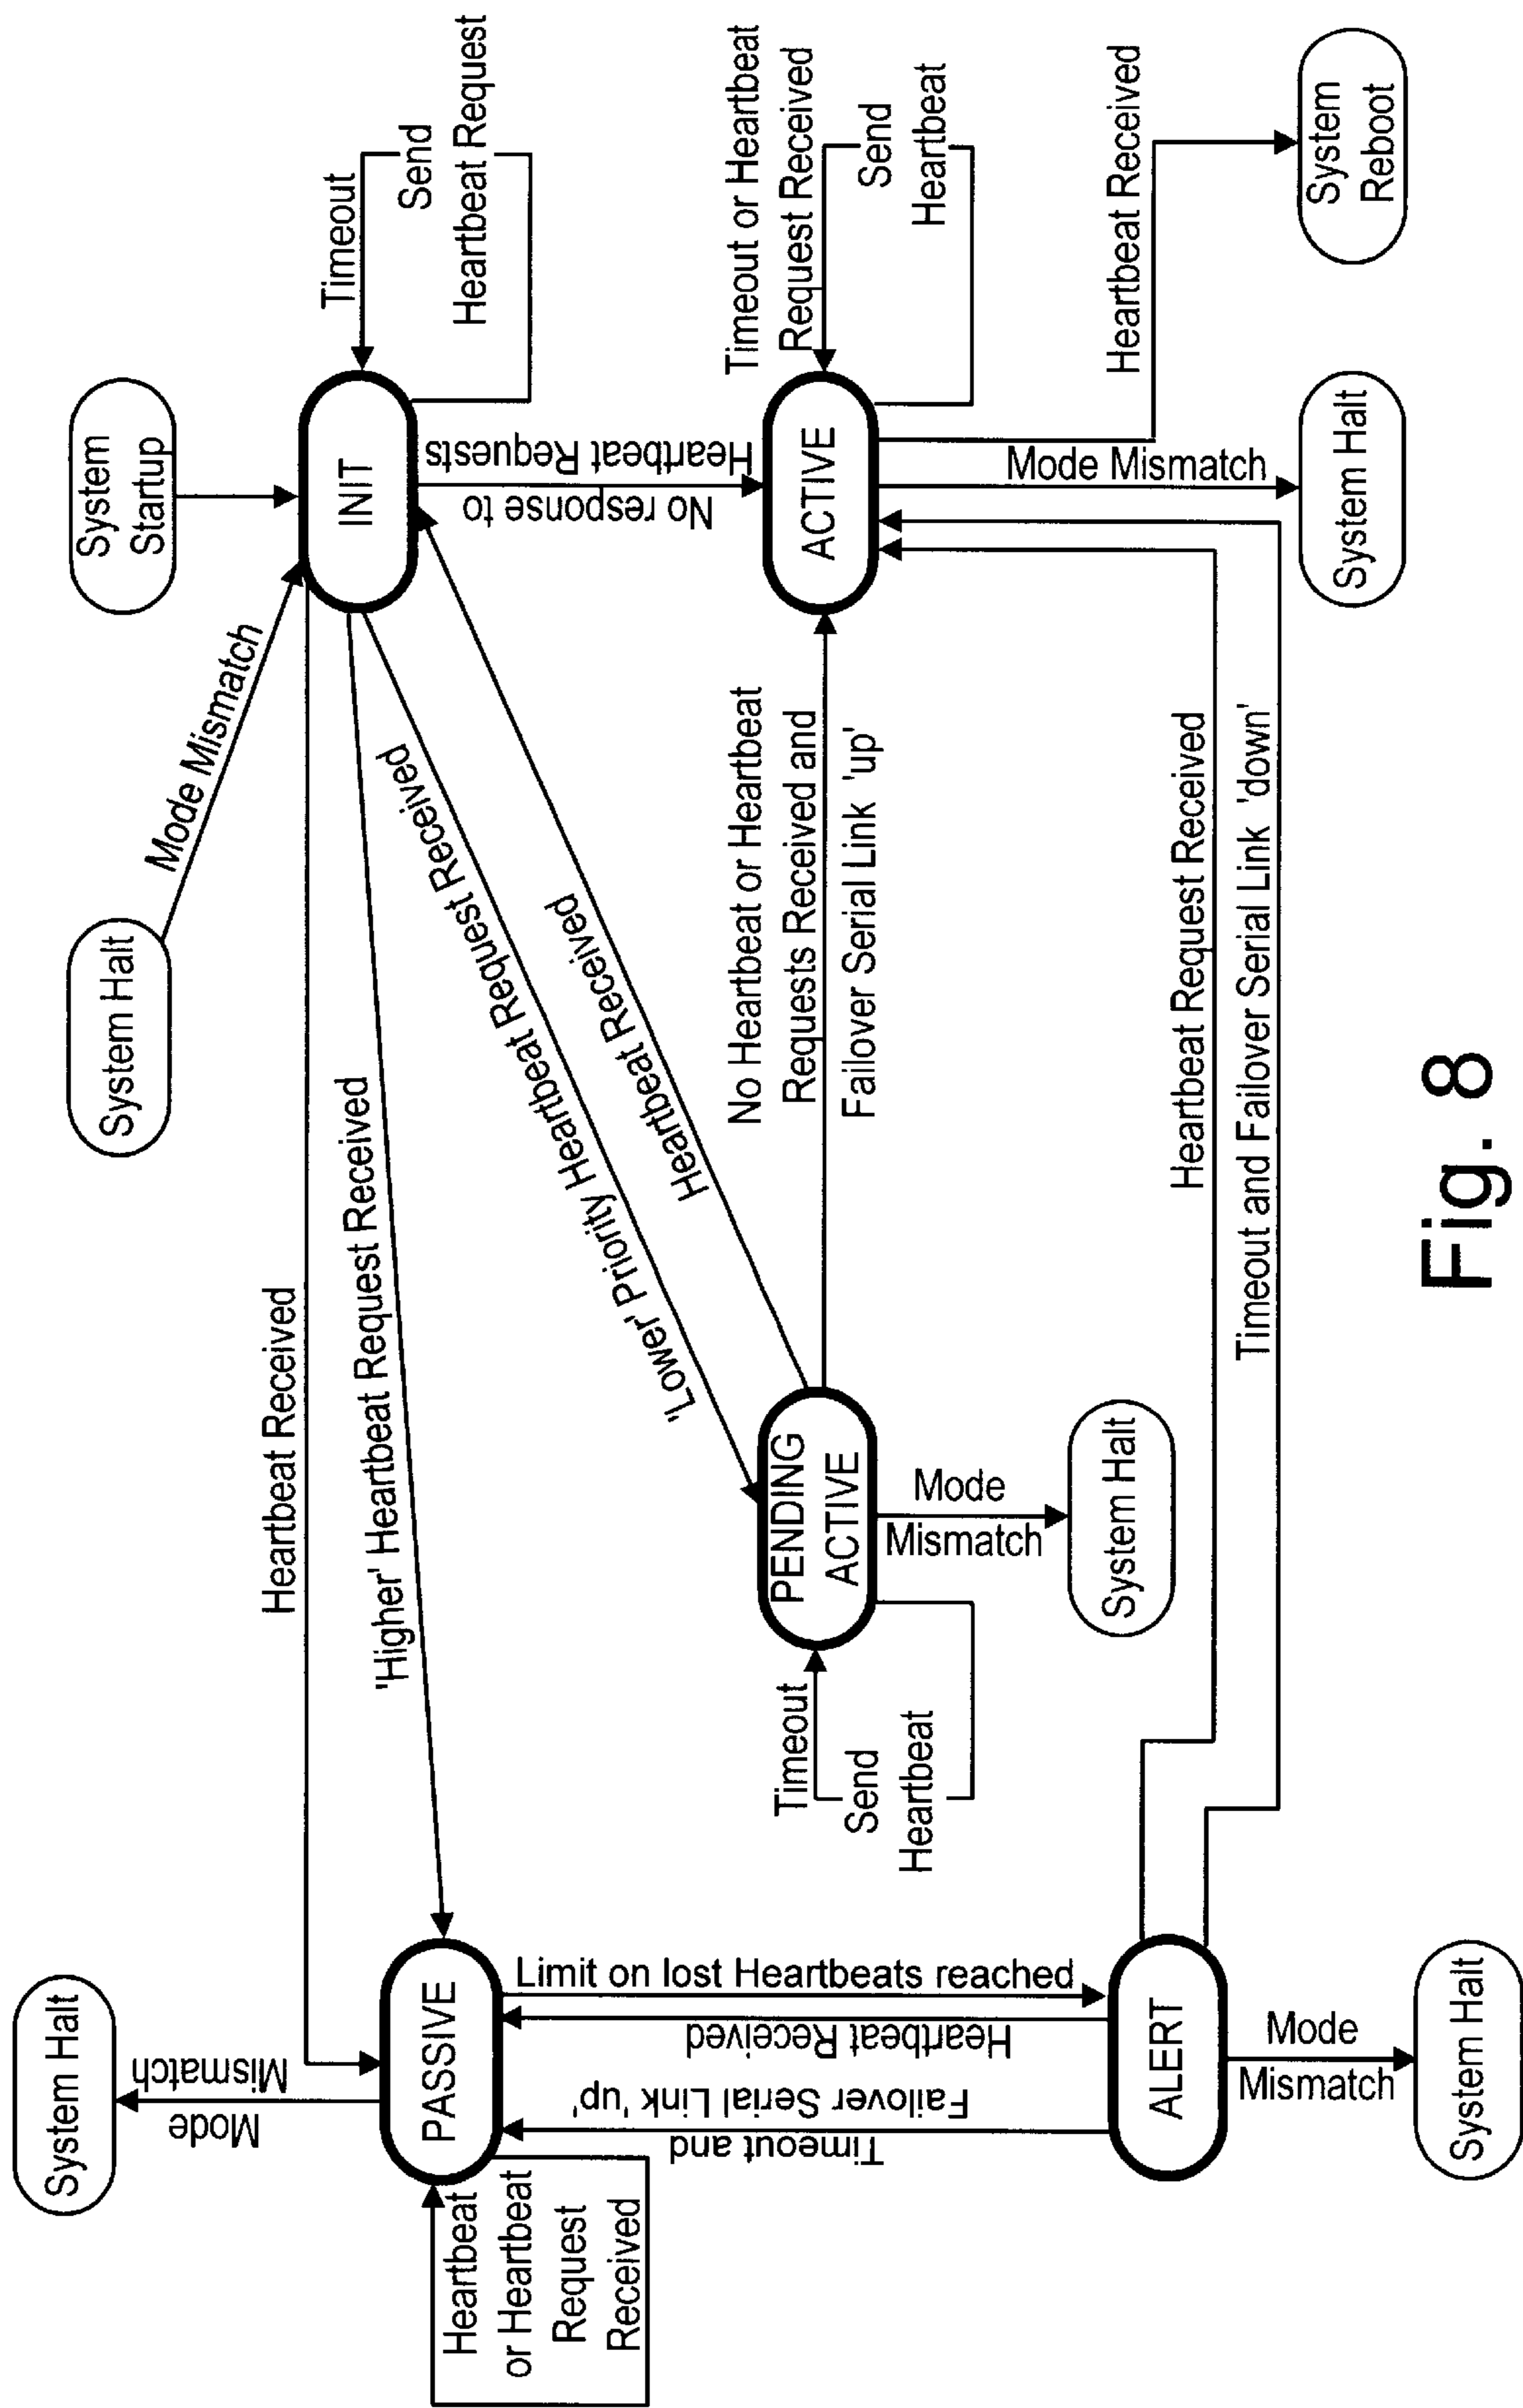 System Halt
Mode
Mismatch
PASSIVE
Heartbeat
or Heartbeat
Request
Received
Heartbeat Received
'Higher' Heartbeat Request Received
System Halt
Mode Mismatch
System
Startup
INIT
Timeout
Send
Heartbeat Request
'Lower' Priority Heartbeat Request Received
Heartbeat Received
No response to
Heartbeat Requests
Limit on lost Heartbeats reached
Heartbeat Received
Timeout and
Failover Serial Link 'up'
Timeout
Send
Heartbeat
PENDING
ACTIVE
Mode
Mismatch
System Halt
No Heartbeat or Heartbeat
Requests Received and
Failover Serial Link 'up'
ACTIVE
Timeout or Heartbeat
Request Received
Send
Heartbeat
Heartbeat Received
System
Reboot
Mode Mismatch
System Halt
ALERT
Mode
Mismatch
System Halt
Heartbeat Request Received
Timeout and Failover Serial Link 'down'
Fig. 8